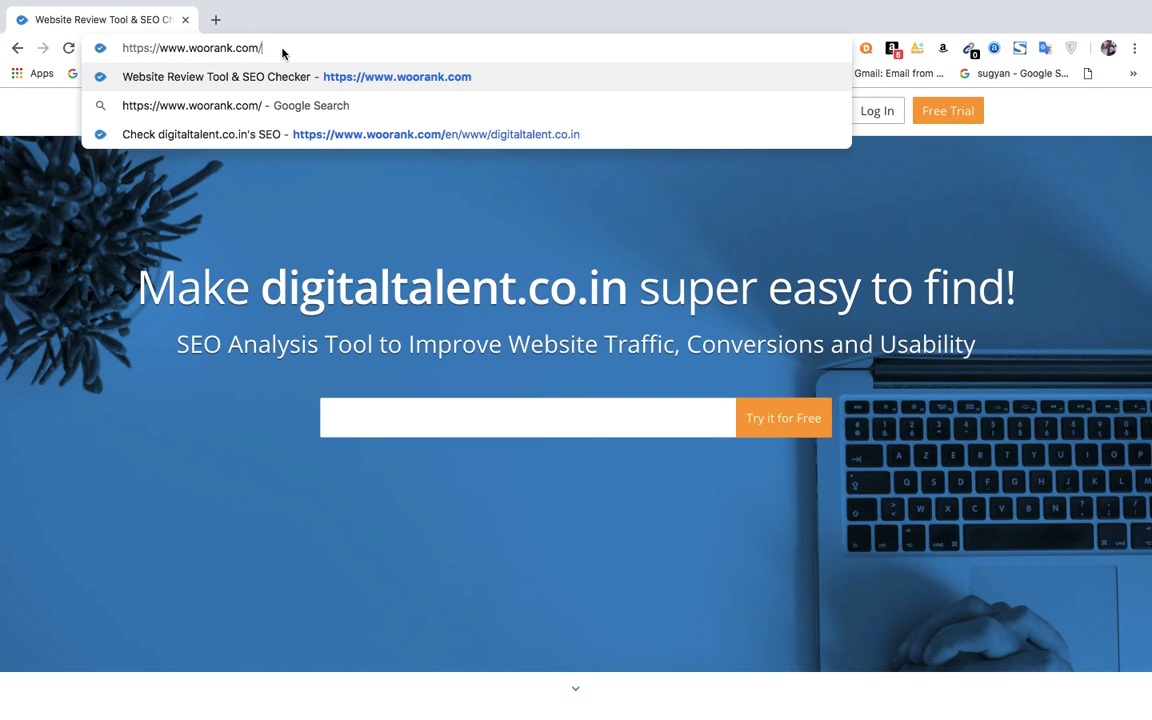 Website Review Tool & SEO Ch
https://www.woorank.com/
Website Review Tool & SEO Checker - https://www.woorank.com
https://www.woorank.com/ - Google Search
Check digitaltalent.co.in's SEO - https://www.woorank.com/en/www/digitaltalent.co.in
Apps
Gmail: Email from ...
sugyan - Google S...
Log In
Free Trial
Make digitaltalent.co.in super easy to find!
SEO Analysis Tool to Improve Website Traffic, Conversions and Usability
Try it for Free